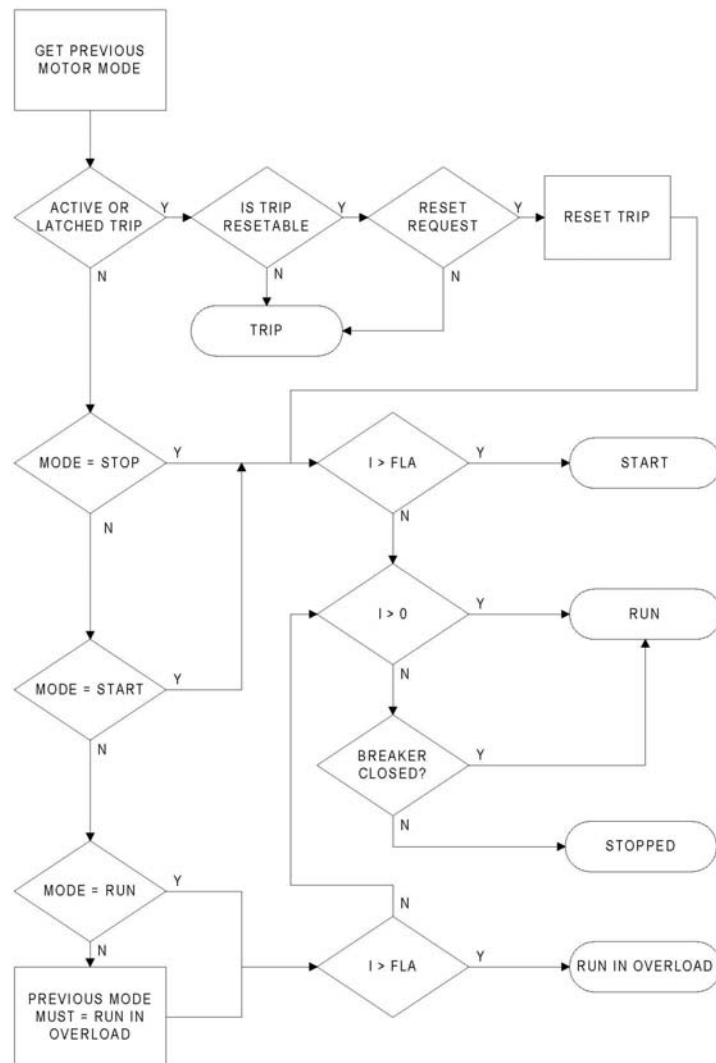 GET PREVIOUS
MOTOR MODE
ACTIVE OR
LATCHED TRIP
Y
N
IS TRIP
RESETABLE
Y
N
RESET
REQUEST
Y
N
RESET TRIP
TRIP
MODE = STOP
Y
N
I > FLA
Y
N
START
I > 0
Y
N
RUN
MODE = START
Y
N
BREAKER
CLOSED?
Y
N
STOPPED
MODE = RUN
Y
N
PREVIOUS MODE
MUST = RUN IN
OVERLOAD
N
I > FLA
Y
RUN IN OVERLOAD